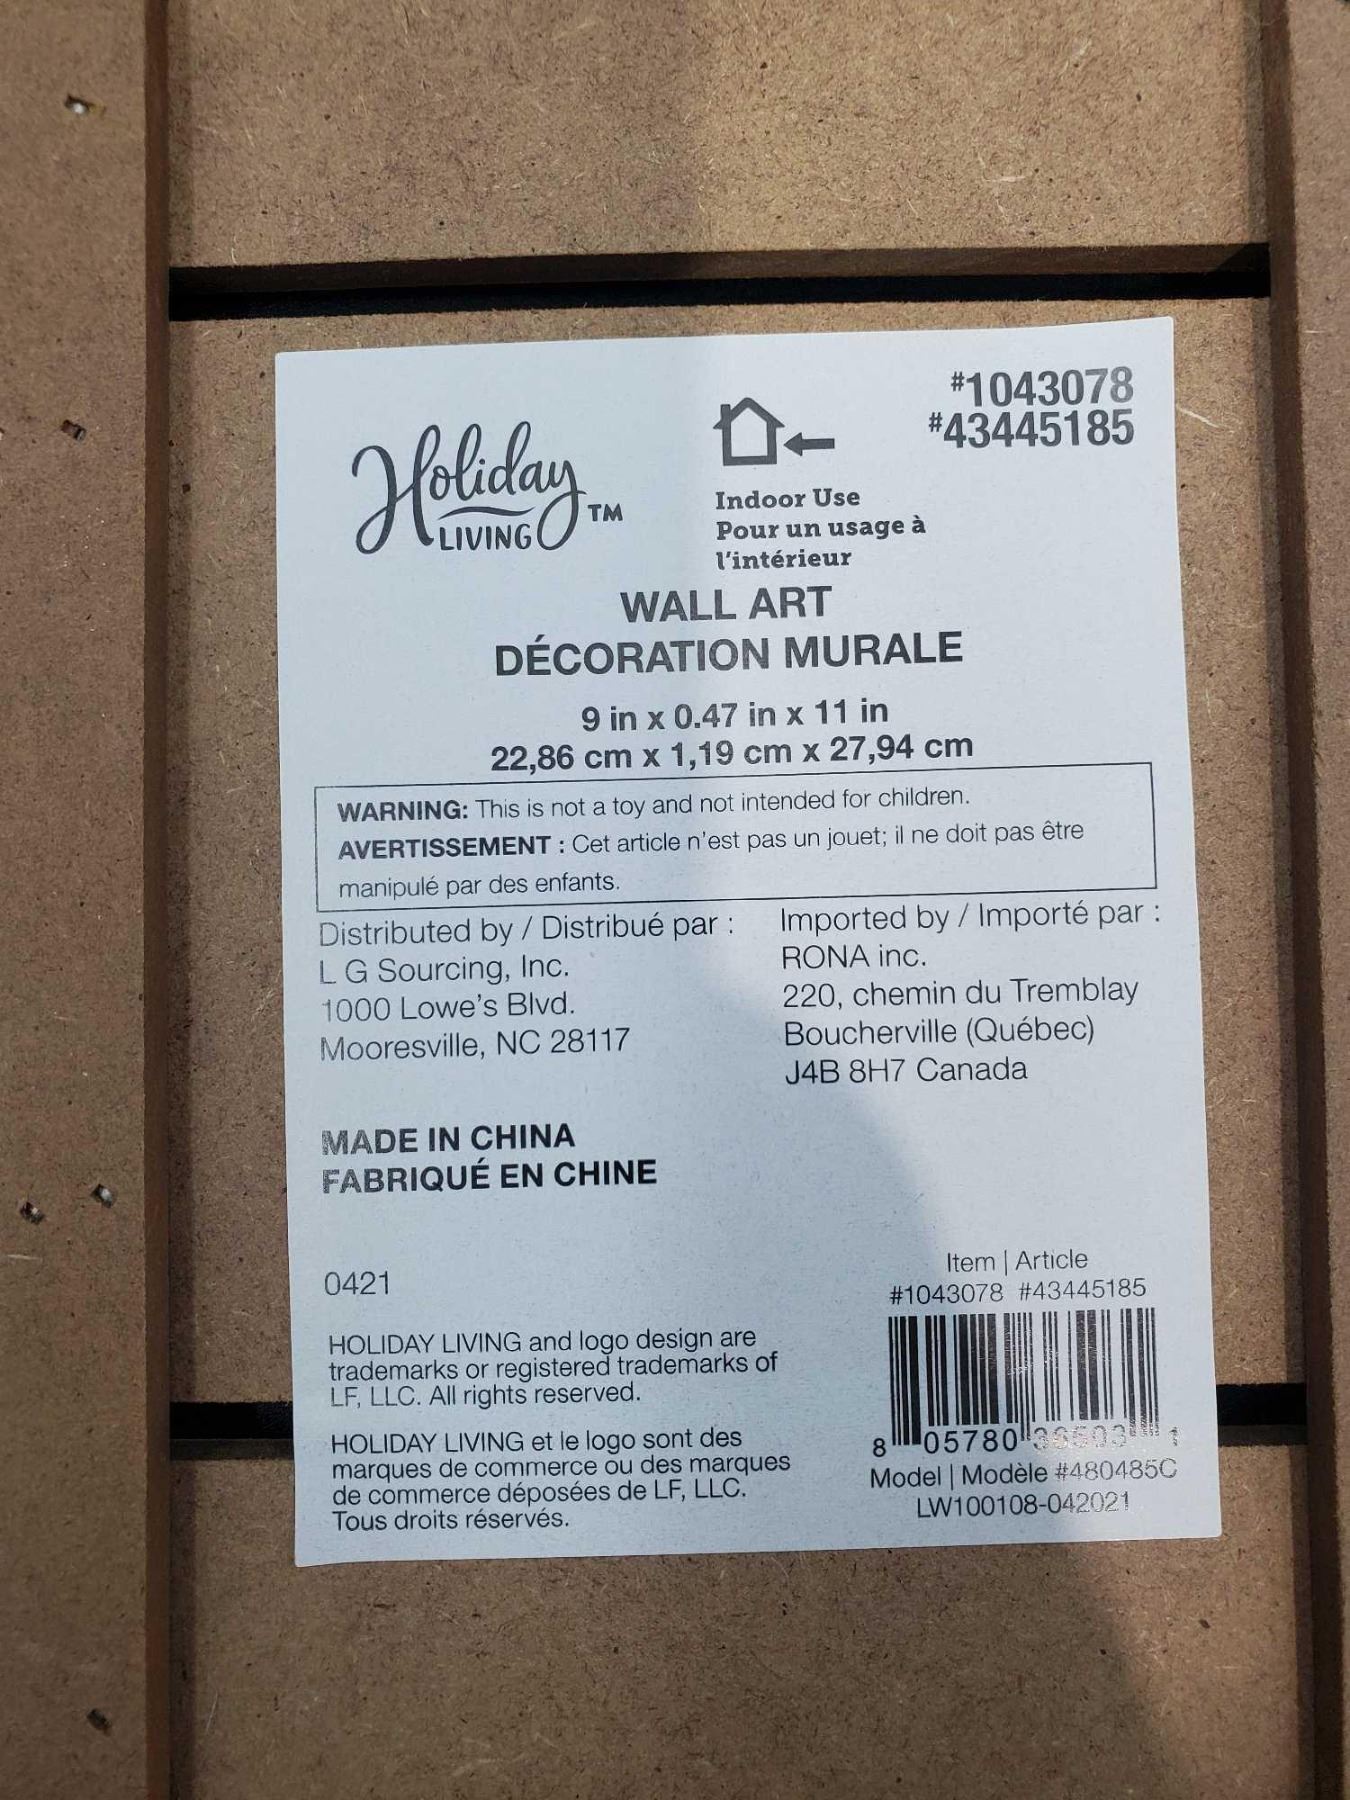 #1043078
#43445185
Holiday
LIVING™
Indoor Use
Pour un usage à
l'intérieur
WALL ART
DÉCORATION MURALE
9 in x 0.47 in x 11 in
22,86 cm x 1,19 cm x 27,94 cm
WARNING: This is not a toy and not intended for children.
AVERTISSEMENT : Cet article n'est pas un jouet; il ne doit pas être
manipulé par des enfants.
Distributed by / Distribué par :
L G Sourcing, Inc.
1000 Lowe's Blvd.
Mooresville, NC 28117
Imported by / Importé par :
RONA inc.
220, chemin du Tremblay
Boucherville (Québec)
J4B 8H7 Canada
MADE IN CHINA
FABRIQUÉ EN CHINE
0421
HOLIDAY LIVING and logo design are
trademarks or registered trademarks of
LF, LLC. All rights reserved.
HOLIDAY LIVING et le logo sont des
marques de commerce ou des marques
de commerce déposées de LF, LLC.
Tous droits réservés.
Item | Article
#1043078 #43445185
8 05780 36593 1
Model | Modèle #480485C
LW100108-042021